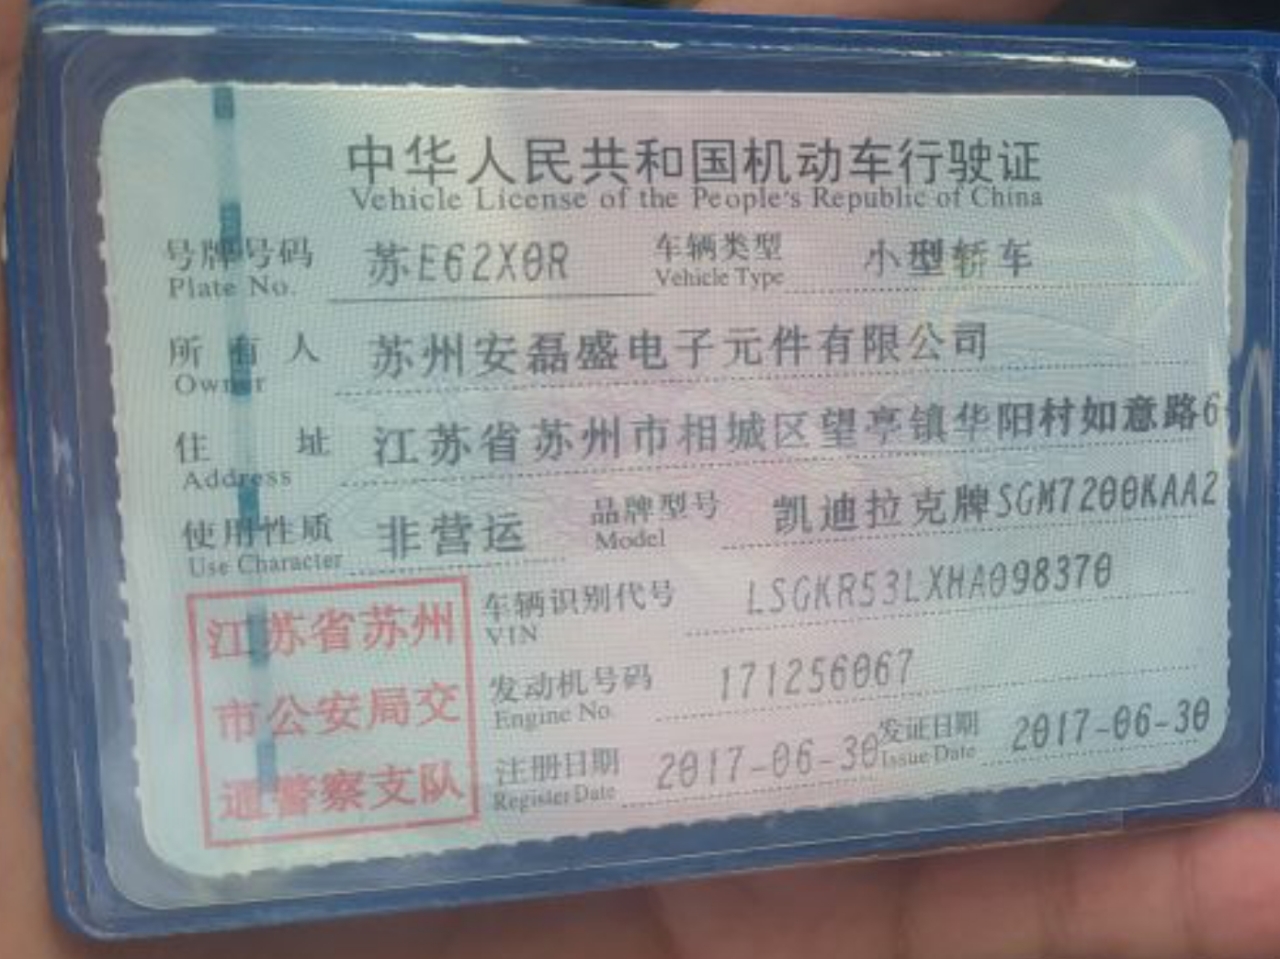 中华人民共和国机动车行驶证
Vehicle License of the People's Republic of China
号牌号码 苏E62X0R 车辆类型 小型轿车
Plate No. Vehicle Type
所有人 苏州安磊盛电子元件有限公司
Owner
住址 江苏省苏州市相城区望亭镇华阳村如意路6
Address
使用性质 非营运 品牌型号 凯迪拉克牌SGM7200KAA2
Use Character Model
江苏省苏州
市公安局交
通警察支队
车辆识别代号 LSGKR53LXHA098370
VIN
发动机号码 171256067
Engine No.
注册日期 2017-06-30 发证日期 2017-06-30
Register Date Issue Date